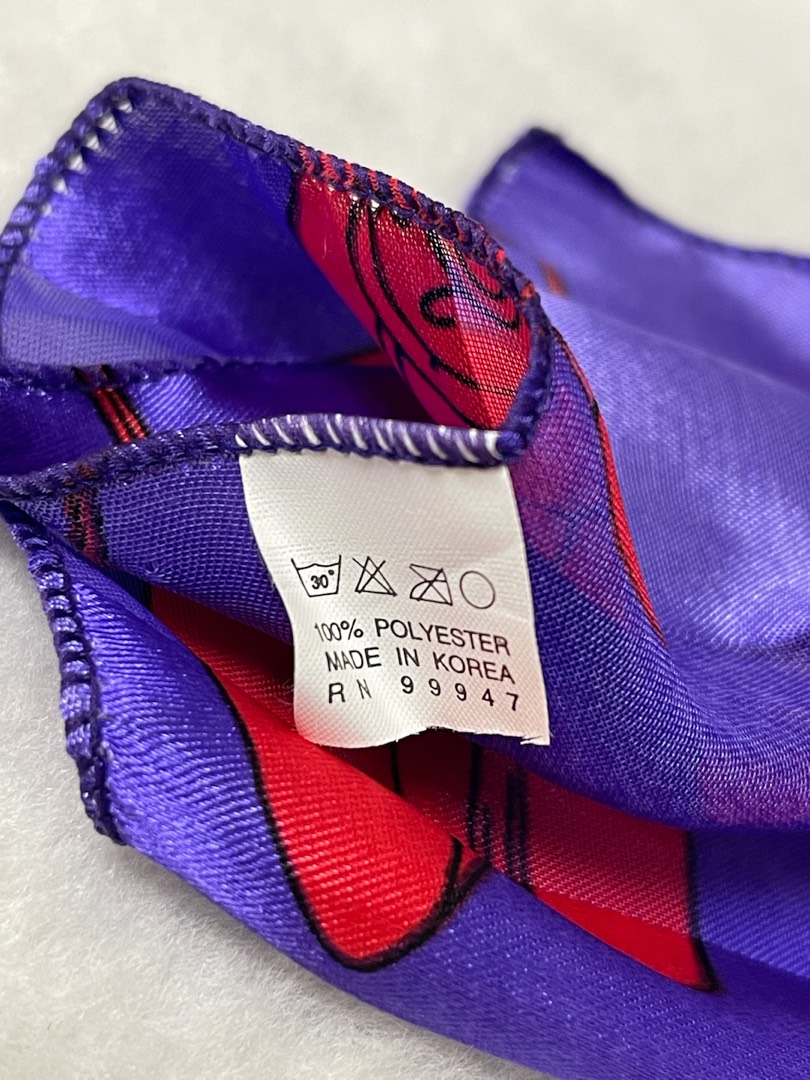 30°
100% POLYESTER
MADE IN KOREA
RN 99947